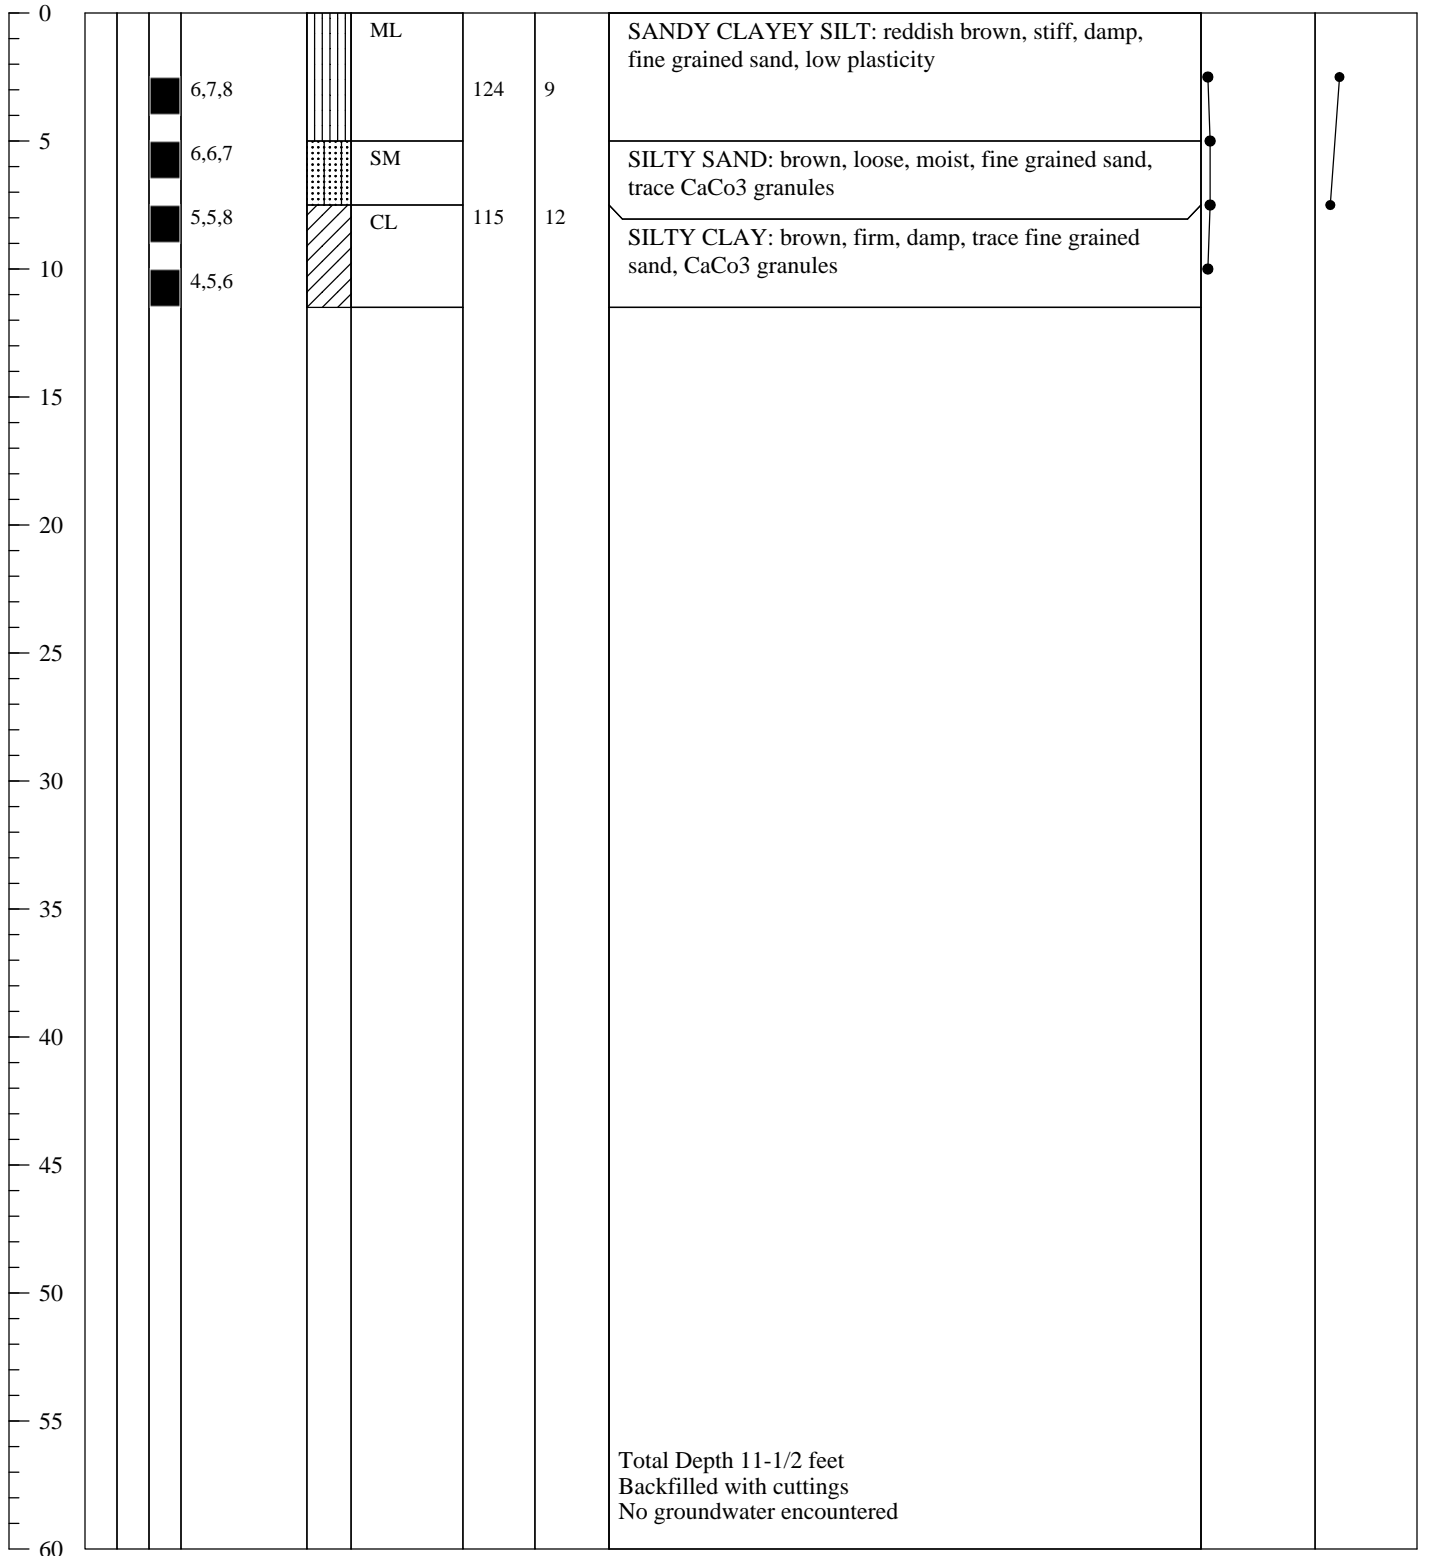 0
ML
SANDY CLAYEY SILT: reddish brown, stiff, damp,
fine grained sand, low plasticity
6,7,8
124
9
5
6,6,7
SM
SILTY SAND: brown, loose, moist, fine grained sand,
trace CaCo3 granules
5,5,8
CL
115
12
SILTY CLAY: brown, firm, damp, trace fine grained
sand, CaCo3 granules
10
4,5,6
15
20
25
30
35
40
45
50
55
Total Depth 11-1/2 feet
Backfilled with cuttings
No groundwater encountered
60